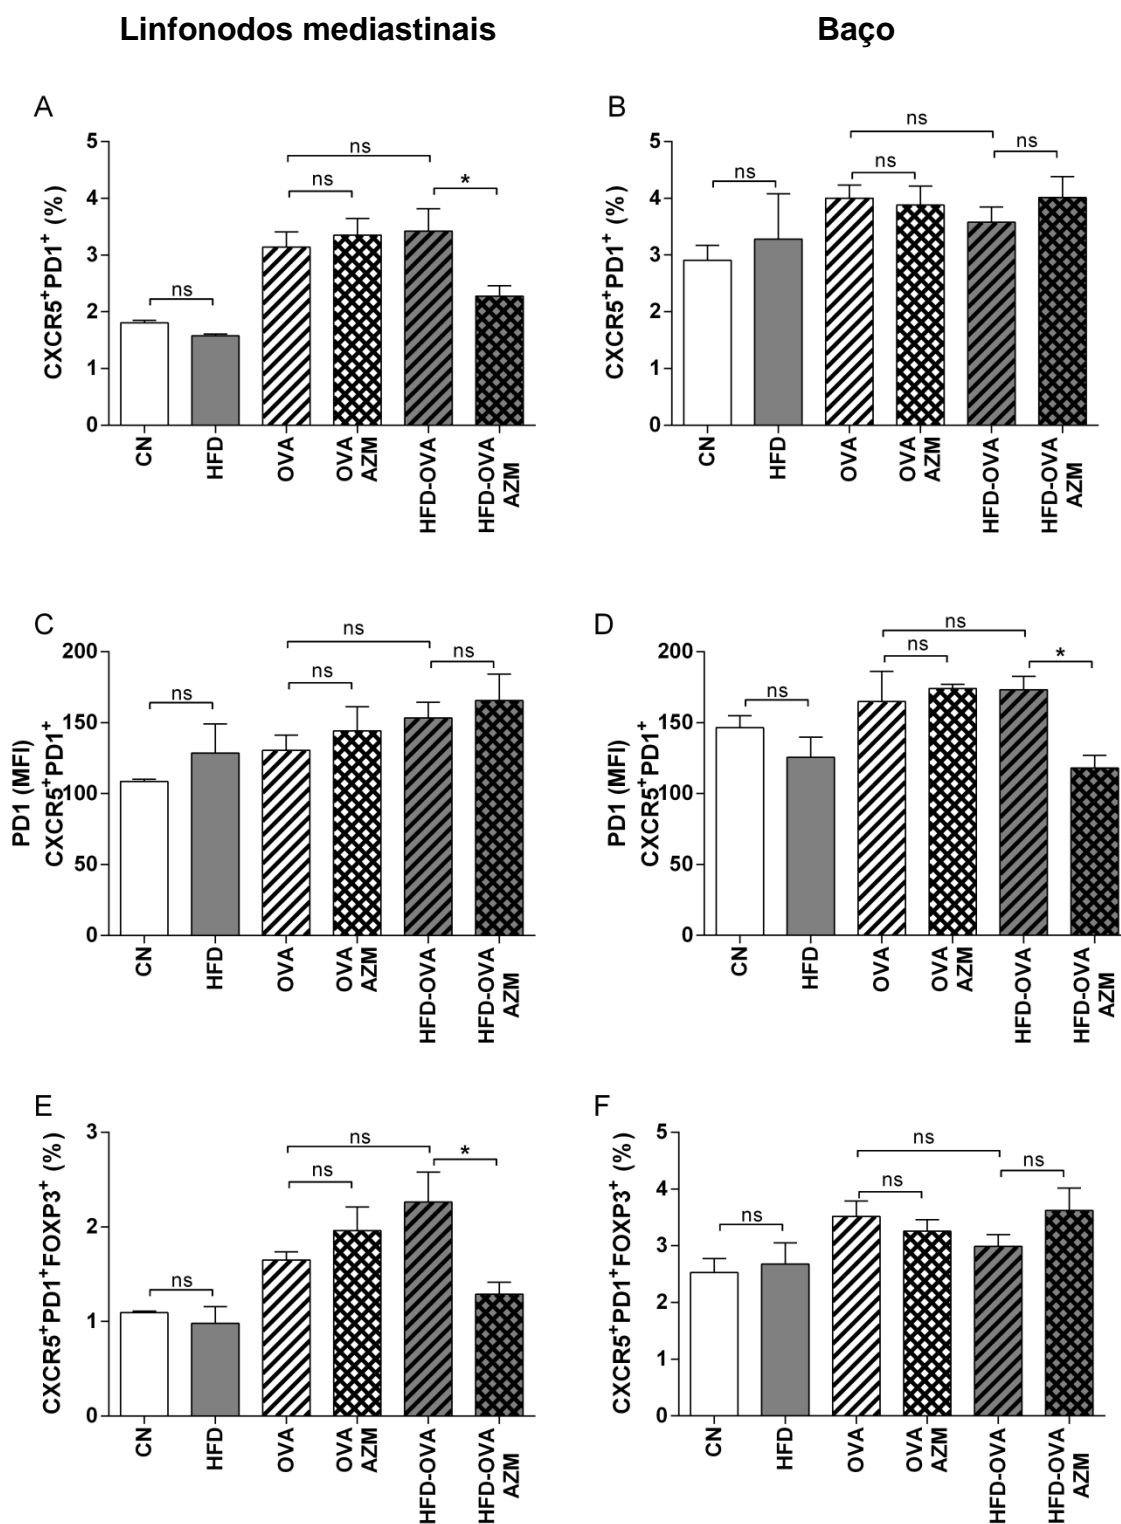 Linfonodos mediastinais
Baço
A
CXCR5⁺PD1⁺ (%)
5
4
3
2
1
0
ns
ns
ns
*
CN
HFD
OVA
OVA
AZM
HFD-OVA
HFD-OVA
AZM
B
CXCR5⁺PD1⁺ (%)
5
4
3
2
1
0
ns
ns
ns
ns
CN
HFD
OVA
OVA
AZM
HFD-OVA
HFD-OVA
AZM
C
PD1 (MFI)
CXCR5⁺PD1⁺
200
150
100
50
0
ns
ns
ns
ns
CN
HFD
OVA
OVA
AZM
HFD-OVA
HFD-OVA
AZM
D
PD1 (MFI)
CXCR5⁺PD1⁺
200
150
100
50
0
ns
ns
ns
*
CN
HFD
OVA
OVA
AZM
HFD-OVA
HFD-OVA
AZM
E
CXCR5⁺PD1⁺FOXP3⁺ (%)
3
2
1
0
ns
ns
ns
*
CN
HFD
OVA
OVA
AZM
HFD-OVA
HFD-OVA
AZM
F
CXCR5⁺PD1⁺FOXP3⁺ (%)
5
4
3
2
1
0
ns
ns
ns
ns
CN
HFD
OVA
OVA
AZM
HFD-OVA
HFD-OVA
AZM